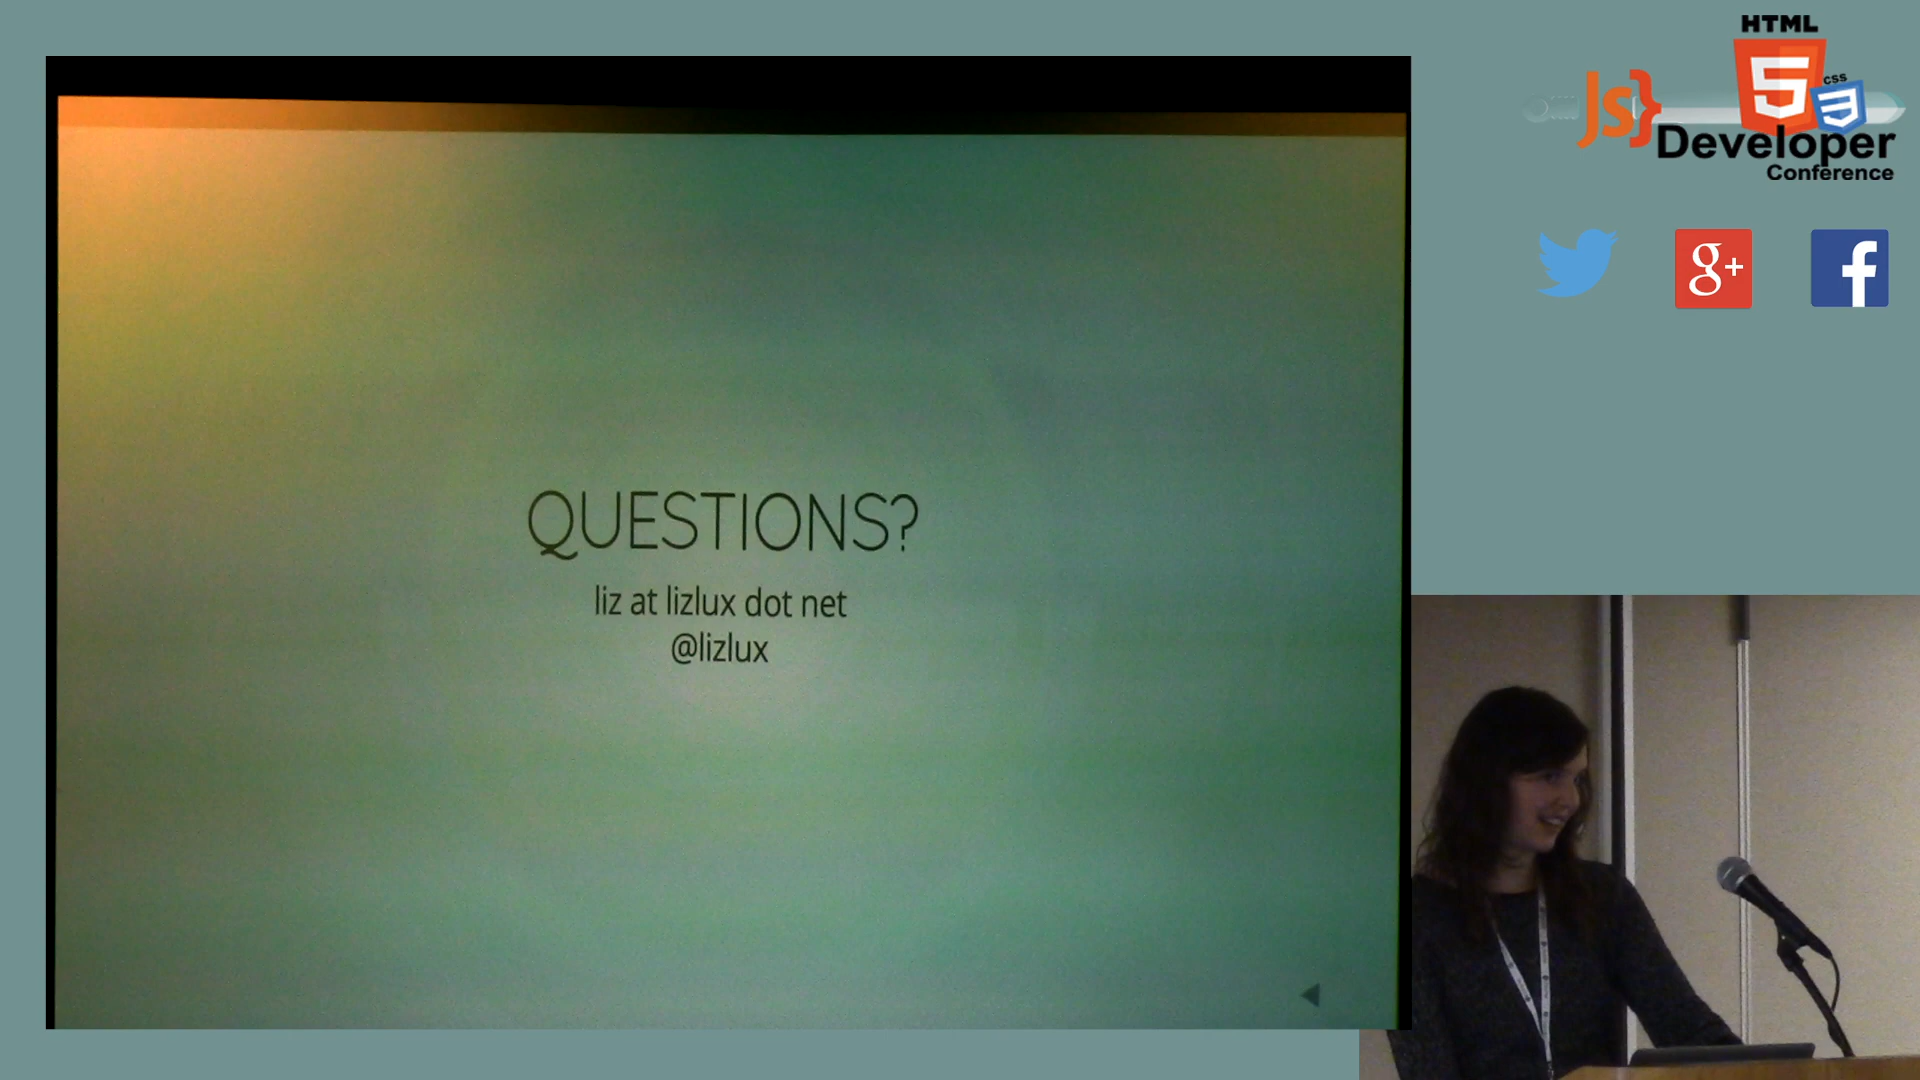 QUESTIONS?
liz at lizlux dot net
@lizlux
HTML
JS}
5
CSS
3
Developer
Conference
g+
f